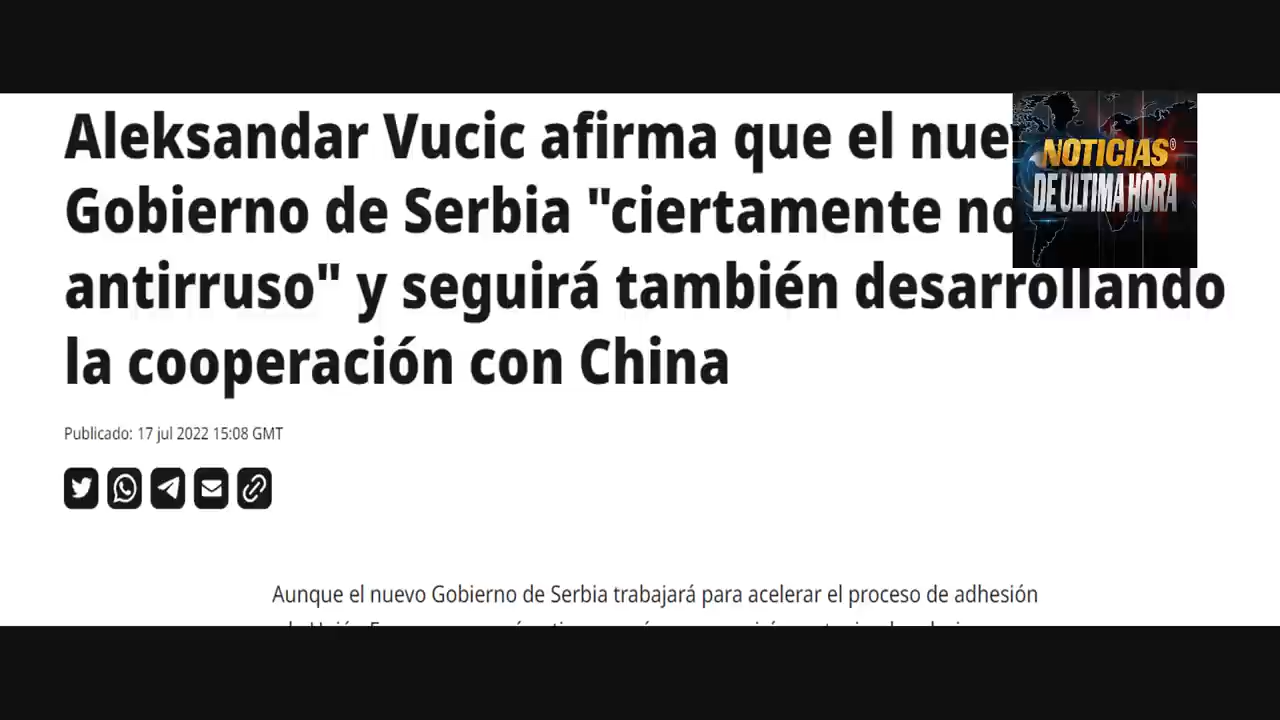 Aleksandar Vucic afirma que el
Gobierno de Serbia "ciertamente no
antirruso" y seguirá también desarrollando
la cooperación con China
NOTICIAS®
DE ULTIMA HORA
Publicado: 17 jul 2022 15:08 GMT
Aunque el nuevo Gobierno de Serbia trabajará para acelerar el proceso de adhesión